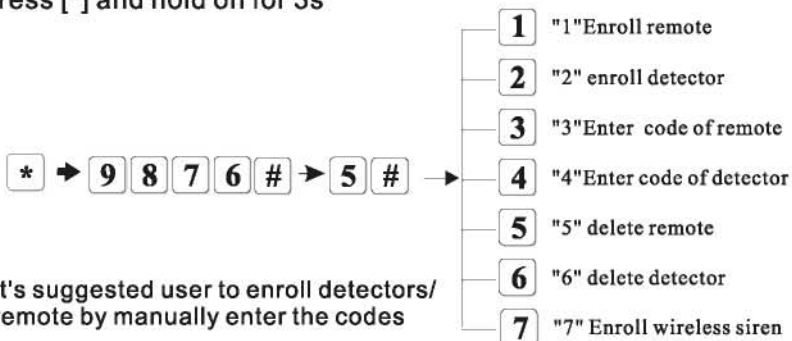 ress [*] and hold on for 3s
1 "1"Enroll remote
2 "2" enroll detector
3 "3"Enter code of remote
* 9 8 7 6 # 5 #
4 "4"Enter code of detector
5 "5" delete remote
t's suggested user to enroll detectors/
6 "6" delete detector
emote by manually enter the codes
7 "7" Enroll wireless siren